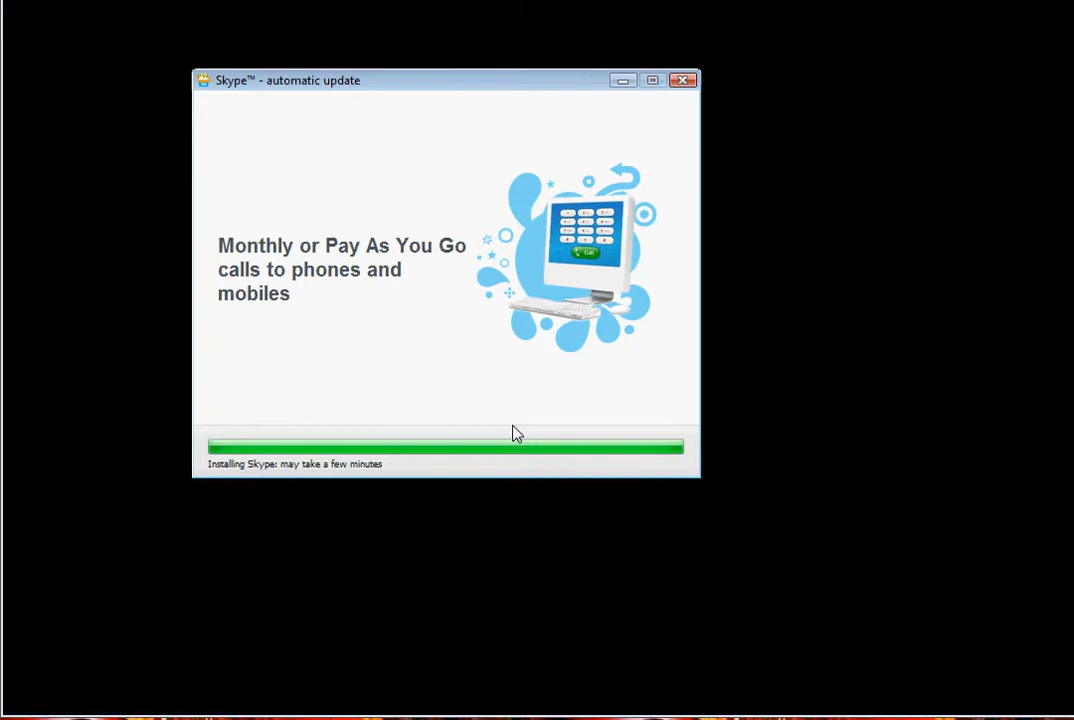 Skype™ - automatic update
Monthly or Pay As You Go
calls to phones and
mobiles
Call
Installing Skype: may take a few minutes